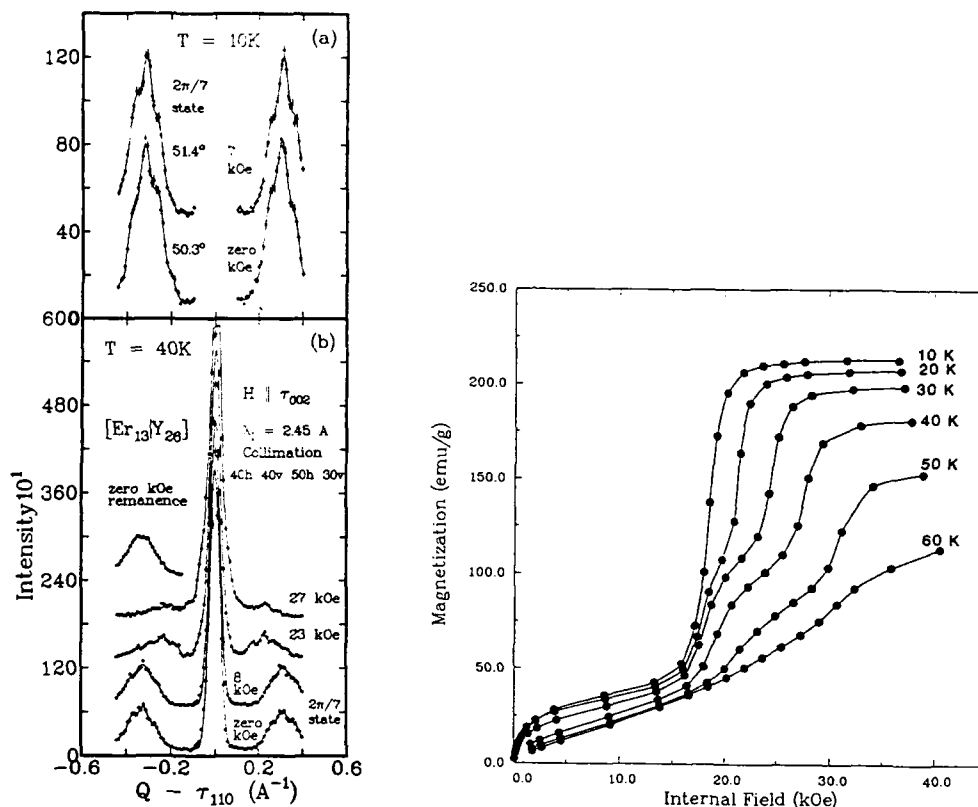 (a)
T = 10K
120
2π/7
state
80
51.4°
kOe
40
50.3°
zero
kOe
0
600
(b)
T = 40K
H ∥ τ002
480
[Er13|Y26]
= 2.45 A
Collimation
40h 40v 50h 30v
360
zero kOe
remanence
240
27 kOe
23 kOe
120
8
kOe
2π/7
state
zero
kOe
0
Intensity 10^1
-0.6
-0.2
0.2
0.6
Q - τ110 (A-1)
250.0
200.0
150.0
100.0
50.0
0.0
Magnetization (emu/g)
10 K
20 K
30 K
40 K
50 K
60 K
0.0
10.0
20.0
30.0
40.0
Internal Field (kOe)